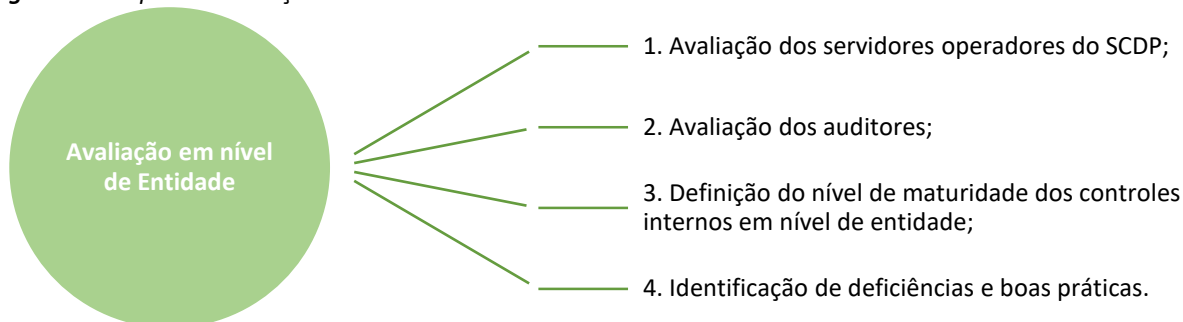 1. Avaliação dos servidores operadores do SCDP;
2. Avaliação dos auditores;
Avaliação em nível
de Entidade
3. Definição do nível de maturidade dos controles
internos em nível de entidade;
4. Identificação de deficiências e boas práticas.